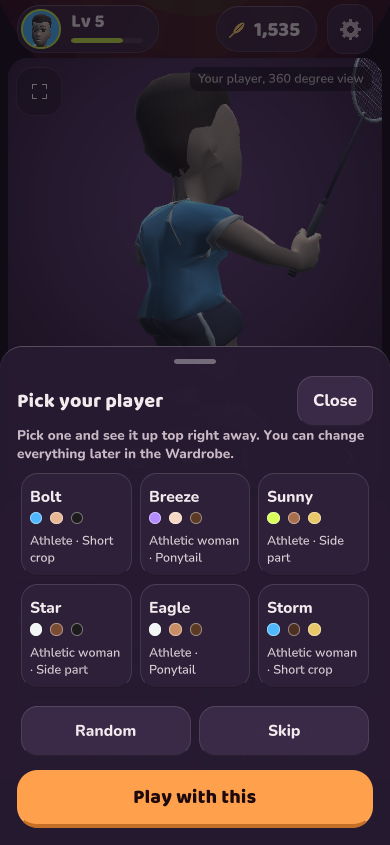 Lv 5
1,535
Your player, 360 degree view
Pick your player
Close
Pick one and see it up top right away. You can change
everything later in the Wardrobe.
Bolt
Athlete · Short
crop
Breeze
Athletic woman
· Ponytail
Sunny
Athlete · Side
part
Star
Athletic woman
· Side part
Eagle
Athlete ·
Ponytail
Storm
Athletic woman
· Short crop
Random
Skip
Play with this